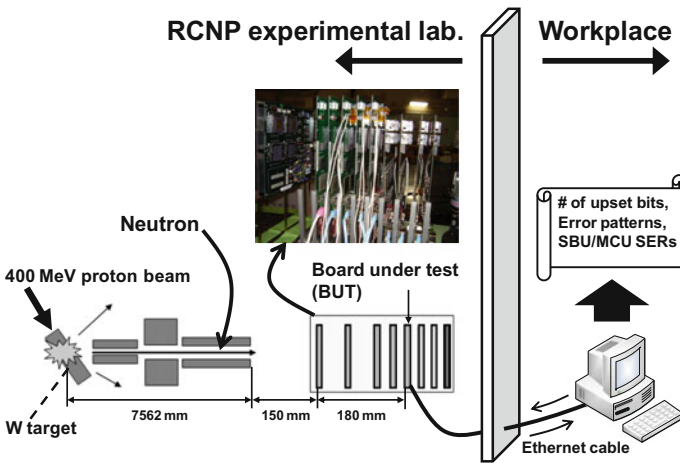 RCNP experimental lab.
Workplace
# of upset bits,
Error patterns,
SBU/MCU SERs
Neutron
400 MeV proton beam
Board under test
(BUT)
7562 mm
150 mm
180 mm
W target
Ethernet cable